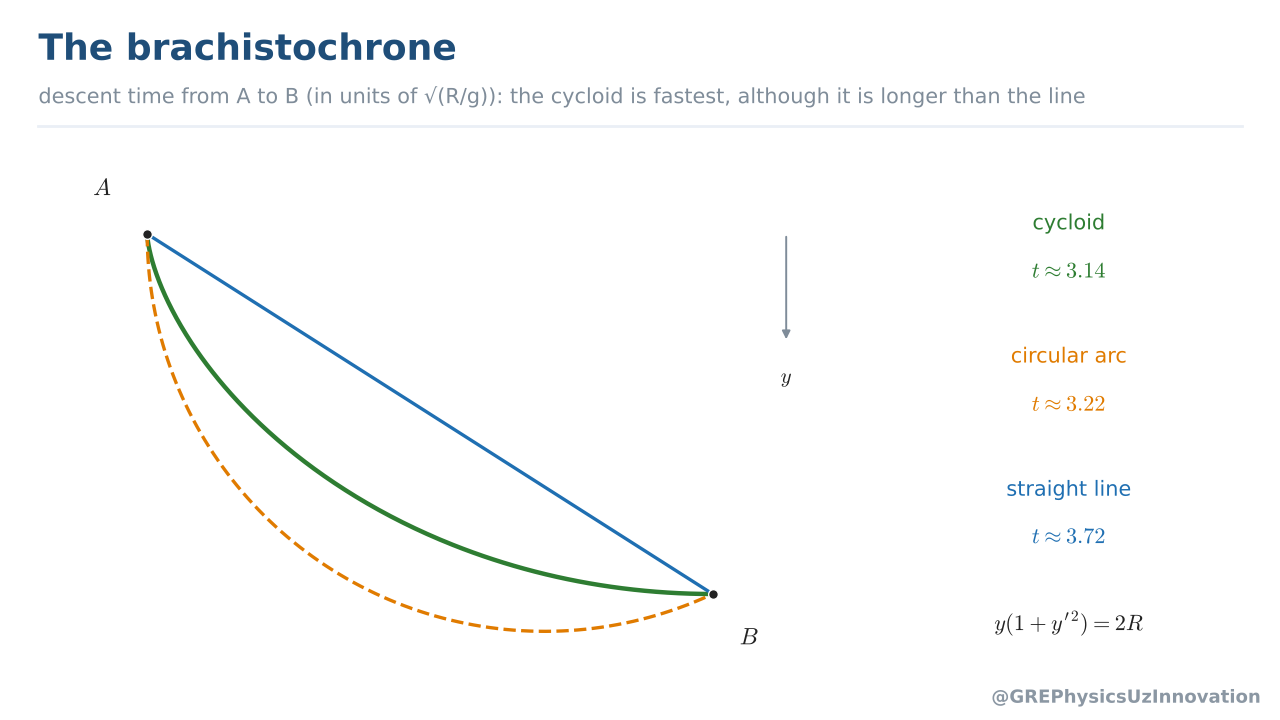 The brachistochrone
descent time from A to B (in units of √(R/g)): the cycloid is fastest, although it is longer than the line
A
cycloid
t ≈ 3.14
circular arc
t ≈ 3.22
y
straight line
t ≈ 3.72
y(1 + y′²) = 2R
B
@GREPhysicsUzInnovation